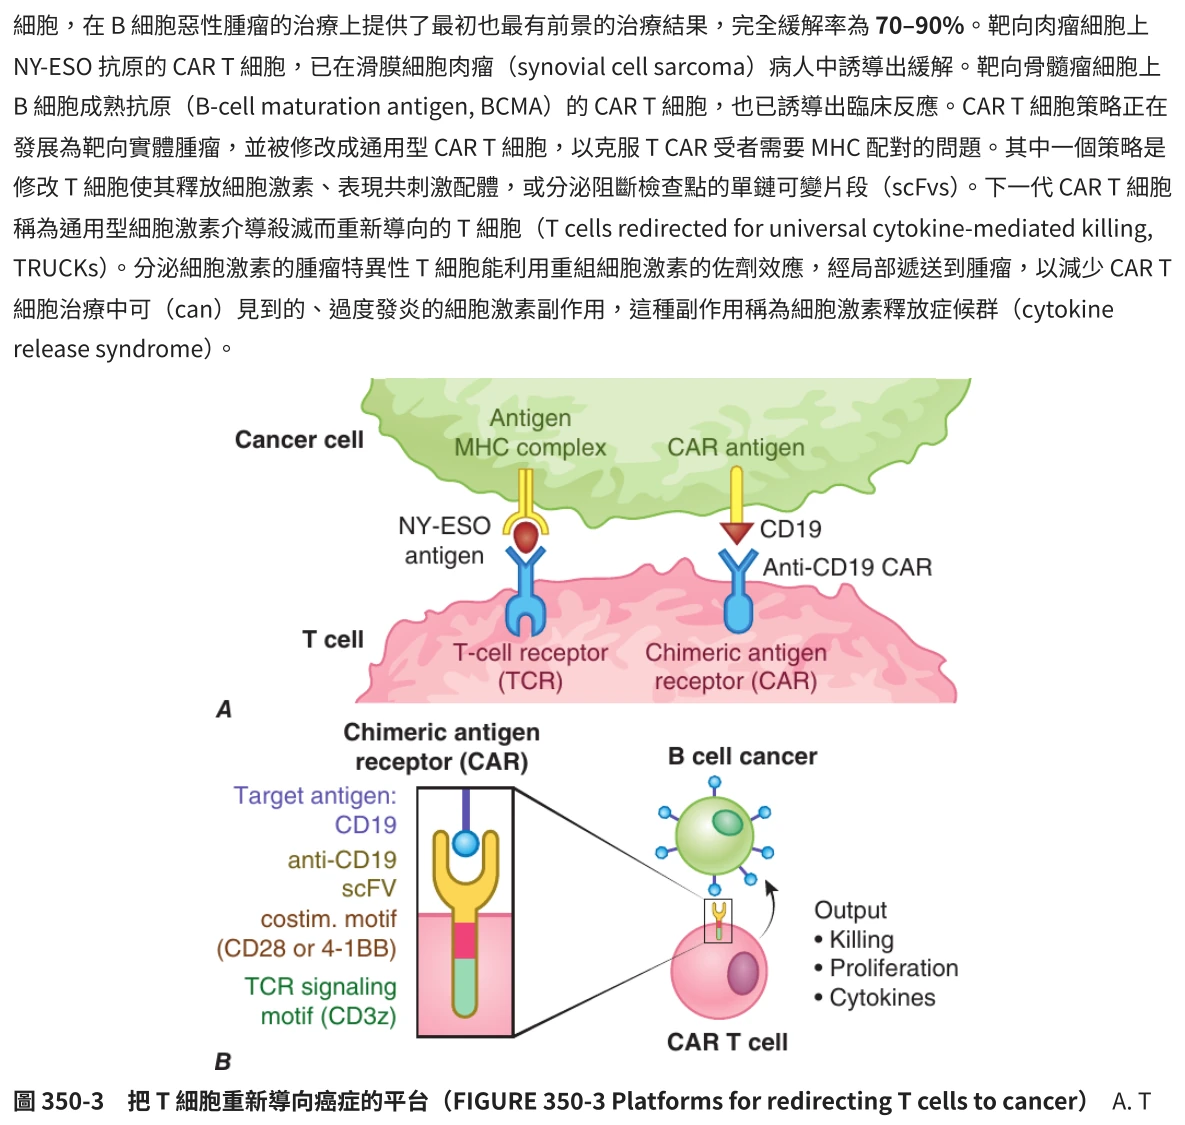 細胞，在 B 細胞惡性腫瘤的治療上提供了最初也最有前景的治療結果，完全緩解率為 70–90%。靶向肉瘤細胞上
NY-ESO 抗原的 CAR T 細胞，已在滑膜細胞肉瘤（synovial cell sarcoma）病人中誘導出緩解。靶向骨髓瘤細胞上
B 細胞成熟抗原（B-cell maturation antigen, BCMA）的 CAR T 細胞，也已誘導出臨床反應。CAR T 細胞策略正在
發展為靶向實體腫瘤，並被修改成通用型 CAR T 細胞，以克服 T CAR 受者需要 MHC 配對的問題。其中一個策略是
修改 T 細胞使其釋放細胞激素、表現共刺激配體，或分泌阻斷檢查點的單鏈可變片段（scFvs）。下一代 CAR T 細胞
稱為通用型細胞激素介導殺滅而重新導向的 T 細胞（T cells redirected for universal cytokine-mediated killing,
TRUCKs）。分泌細胞激素的腫瘤特異性 T 細胞能利用重組細胞激素的佐劑效應，經局部遞送到腫瘤，以減少 CAR T
細胞治療中可（can）見到的、過度發炎的細胞激素副作用，這種副作用稱為細胞激素釋放症候群（cytokine
release syndrome）。
Cancer cell
Antigen
MHC complex
CAR antigen
NY-ESO
antigen
CD19
Anti-CD19 CAR
T cell
T-cell receptor
(TCR)
Chimeric antigen
receptor (CAR)
A
Chimeric antigen
receptor (CAR)
B cell cancer
Target antigen:
CD19
anti-CD19
scFV
costim. motif
(CD28 or 4-1BB)
TCR signaling
motif (CD3z)
Output
• Killing
• Proliferation
• Cytokines
CAR T cell
B
圖 350-3 把 T 細胞重新導向癌症的平台（FIGURE 350-3 Platforms for redirecting T cells to cancer） A. T